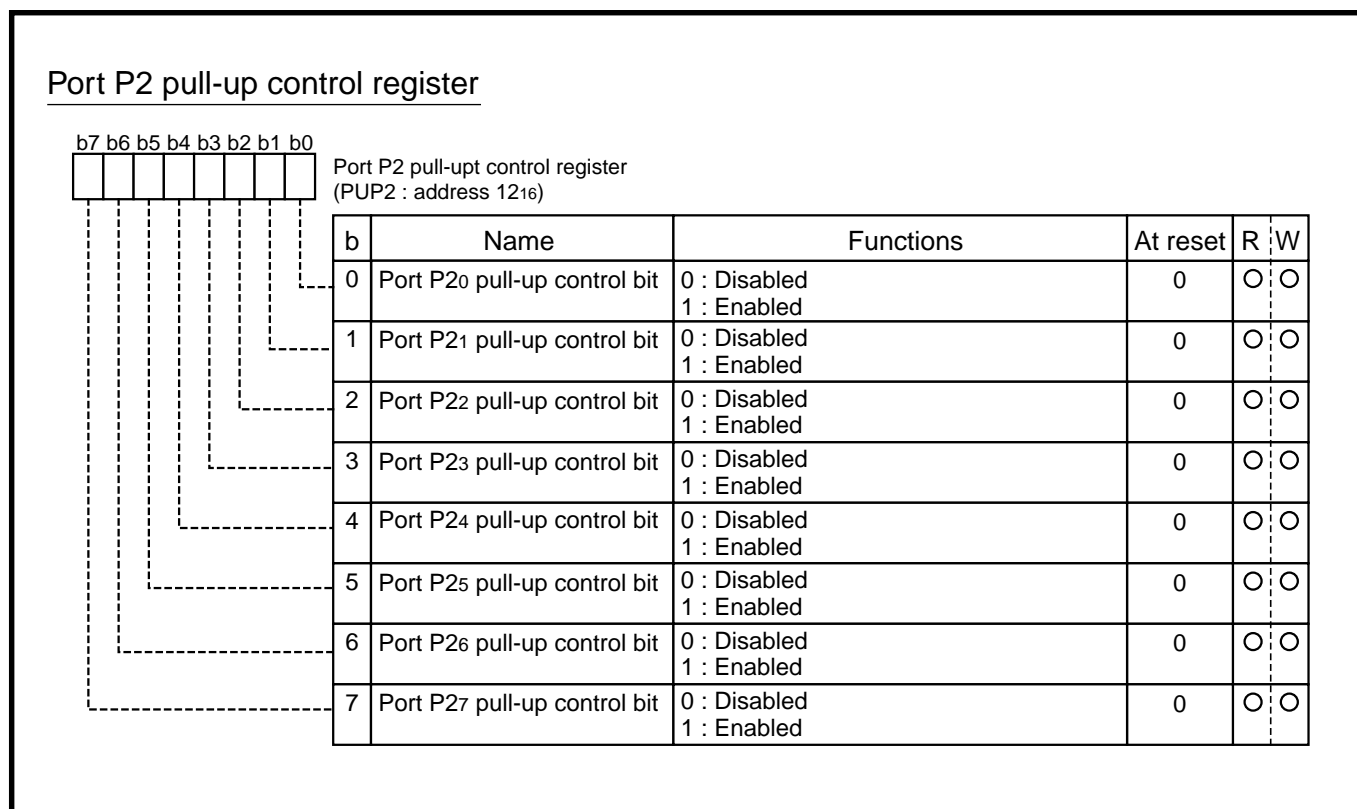 Port P2 pull-up control register
b7 b6 b5 b4 b3 b2 b1 b0
Port P2 pull-upt control register
(PUP2 : address 1216)
b Name Functions At reset R W
0 Port P20 pull-up control bit 0 : Disabled 0 O O
1 : Enabled
1 Port P21 pull-up control bit 0 : Disabled 0 O O
1 : Enabled
2 Port P22 pull-up control bit 0 : Disabled 0 O O
1 : Enabled
3 Port P23 pull-up control bit 0 : Disabled 0 O O
1 : Enabled
4 Port P24 pull-up control bit 0 : Disabled 0 O O
1 : Enabled
5 Port P25 pull-up control bit 0 : Disabled 0 O O
1 : Enabled
6 Port P26 pull-up control bit 0 : Disabled 0 O O
1 : Enabled
7 Port P27 pull-up control bit 0 : Disabled 0 O O
1 : Enabled